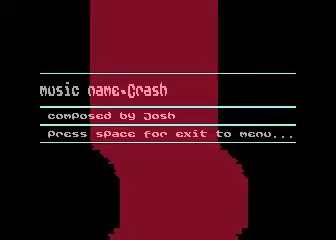 music name.Crash
composed by Josh
Press space for exit to menu...